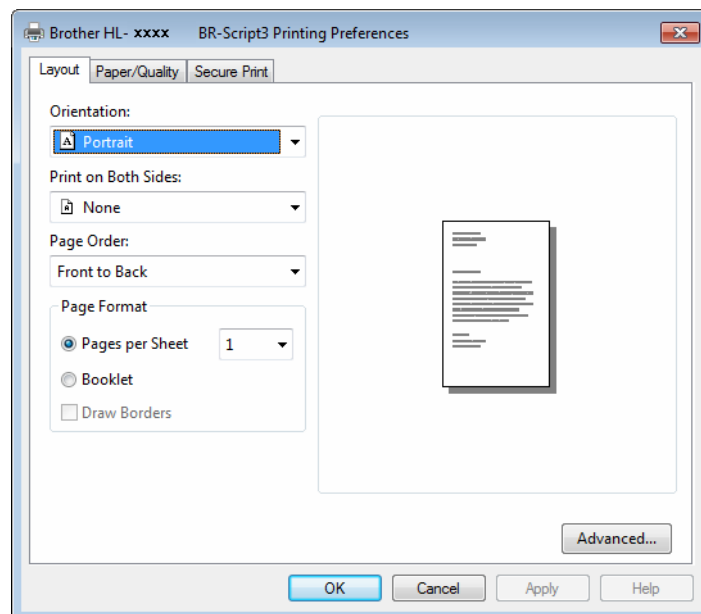 Brother HL- xxxx BR-Script3 Printing Preferences
Layout Paper/Quality Secure Print
Orientation:
A Portrait
Print on Both Sides:
None
Page Order:
Front to Back
Page Format
Pages per Sheet 1
Booklet
Draw Borders
Advanced...
OK Cancel Apply Help